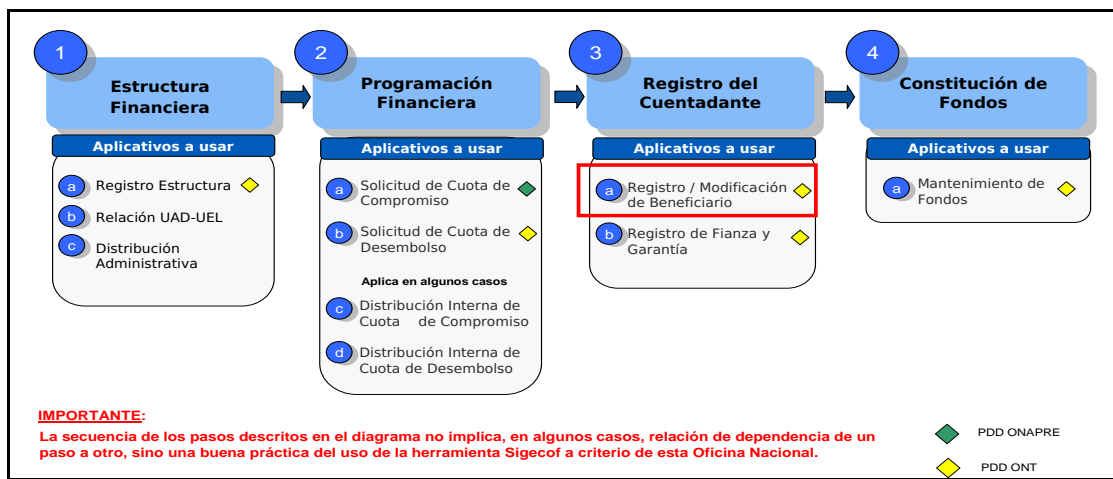 1
Estructura
Financiera
Aplicativos a usar
a Registro Estructura
b Relación UAD-UEL
c Distribución
Administrativa
2
Programación
Financiera
Aplicativos a usar
a Solicitud de Cuota de
Compromiso
b Solicitud de Cuota de
Desembolso
Aplica en algunos casos
c Distribución Interna de
Cuota de Compromiso
d Distribución Interna de
Cuota de Desembolso
3
Registro del
Cuentadante
Aplicativos a usar
a Registro / Modificación
de Beneficiario
b Registro de Fianza y
Garantía
4
Constitución de
Fondos
Aplicativos a usar
a Mantenimiento de
Fondos
IMPORTANTE:
La secuencia de los pasos descritos en el diagrama no implica, en algunos casos, relación de dependencia de un
paso a otro, sino una buena práctica del uso de la herramienta Sigecof a criterio de esta Oficina Nacional.
PDD ONAPRE
PDD ONT